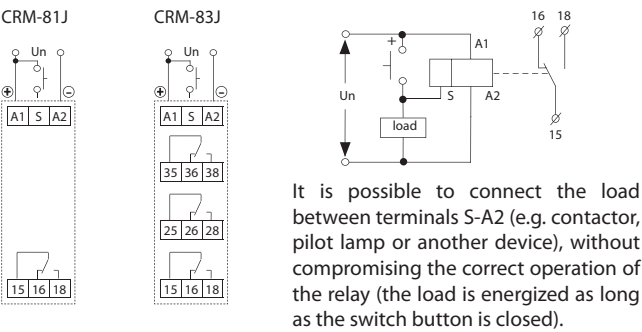 CRM-81J
Un
+ -
A1 S A2
15 16 18
CRM-83J
Un
+ -
A1 S A2
35 36 38
25 26 28
15 16 18
16 18
+
A1
Un
S A2
load
15
It is possible to connect the load
between terminals S-A2 (e.g. contactor,
pilot lamp or another device), without
compromising the correct operation of
the relay (the load is energized as long
as the switch button is closed).